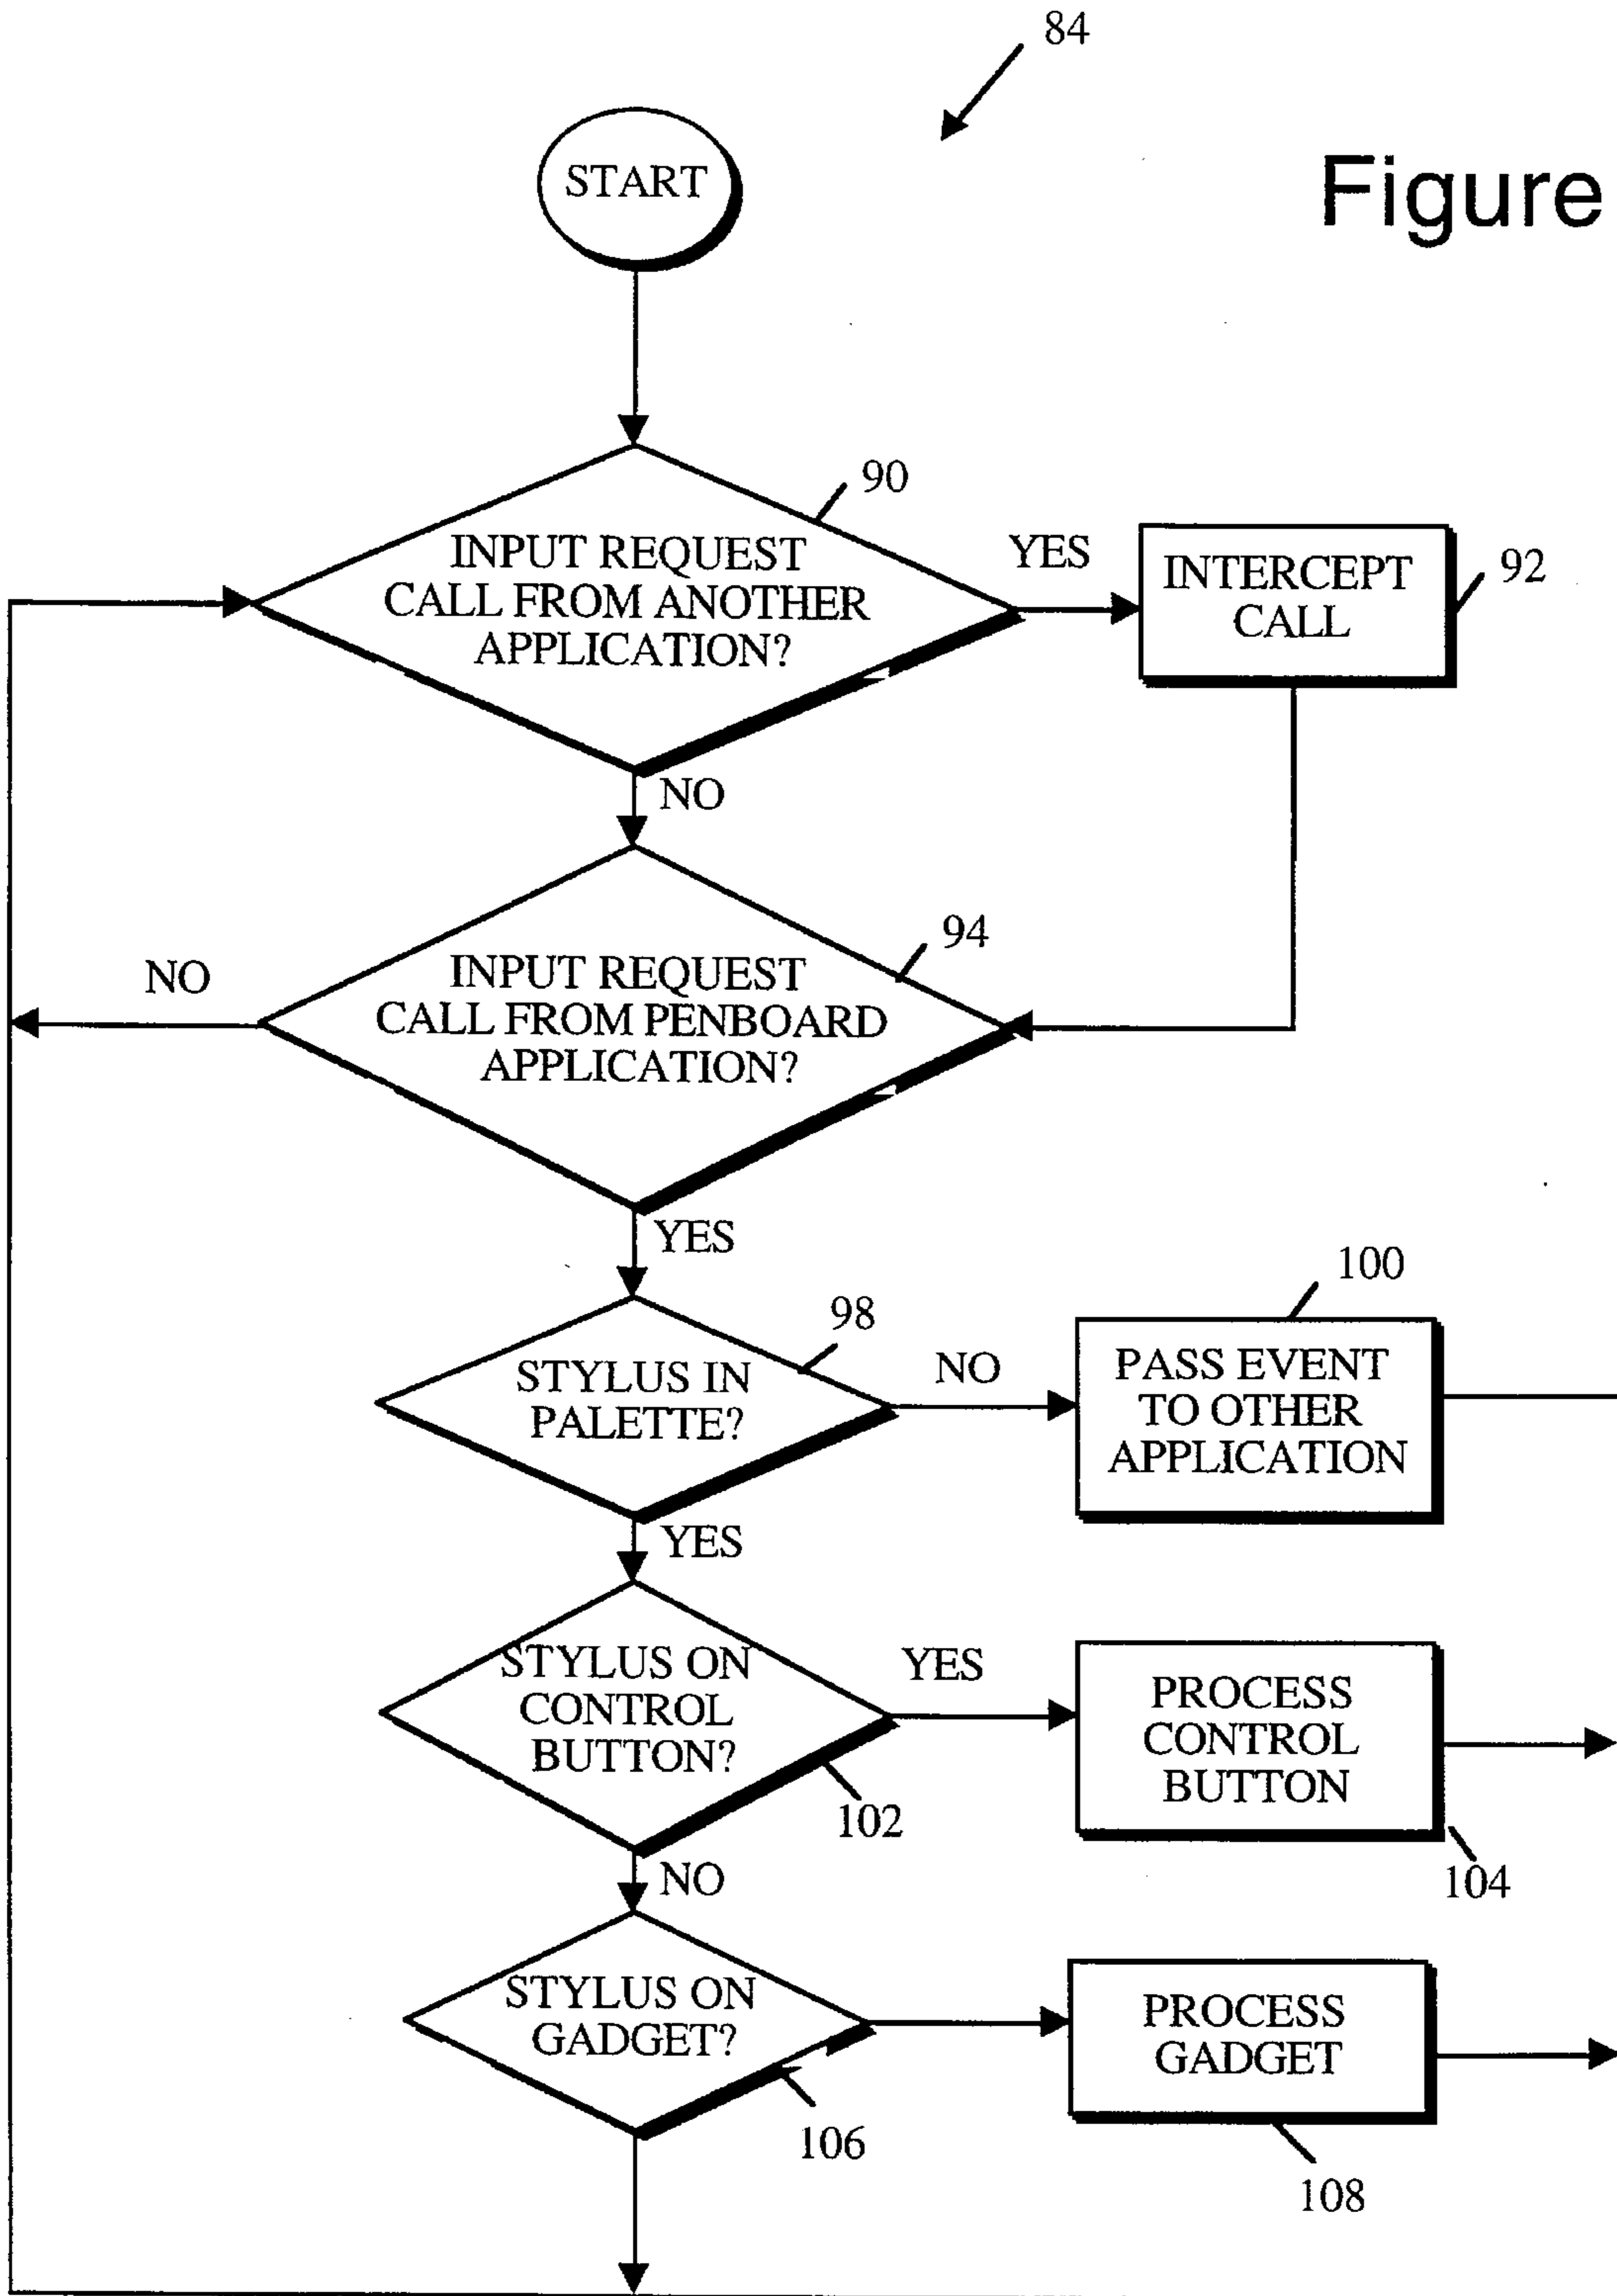 84
Figure
START
90
INPUT REQUEST
CALL FROM ANOTHER
APPLICATION?
YES
INTERCEPT
CALL
92
NO
94
INPUT REQUEST
CALL FROM PENBOARD
APPLICATION?
NO
YES
98
STYLUS IN
PALETTE?
NO
100
PASS EVENT
TO OTHER
APPLICATION
YES
STYLUS ON
CONTROL
BUTTON?
102
YES
PROCESS
CONTROL
BUTTON
104
NO
STYLUS ON
GADGET?
106
PROCESS
GADGET
108